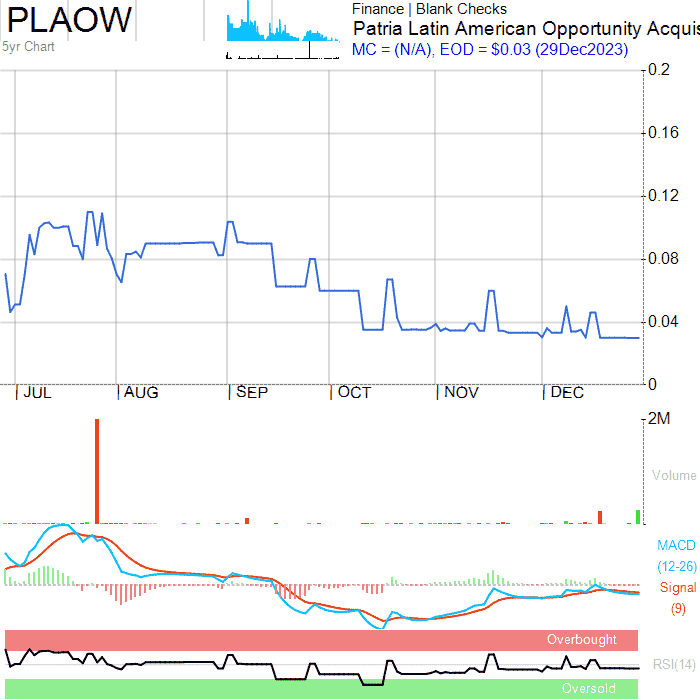 PLAOW
5yr Chart
Finance | Blank Checks
Patria Latin American Opportunity Acquis
MC = (N/A), EOD = $0.03 (29Dec2023)
0.2
0.16
0.12
0.08
0.04
0
JUL AUG SEP OCT NOV DEC
2M
Volume
MACD
(12-26)
Signal
(9)
Overbought
RSI(14)
Oversold